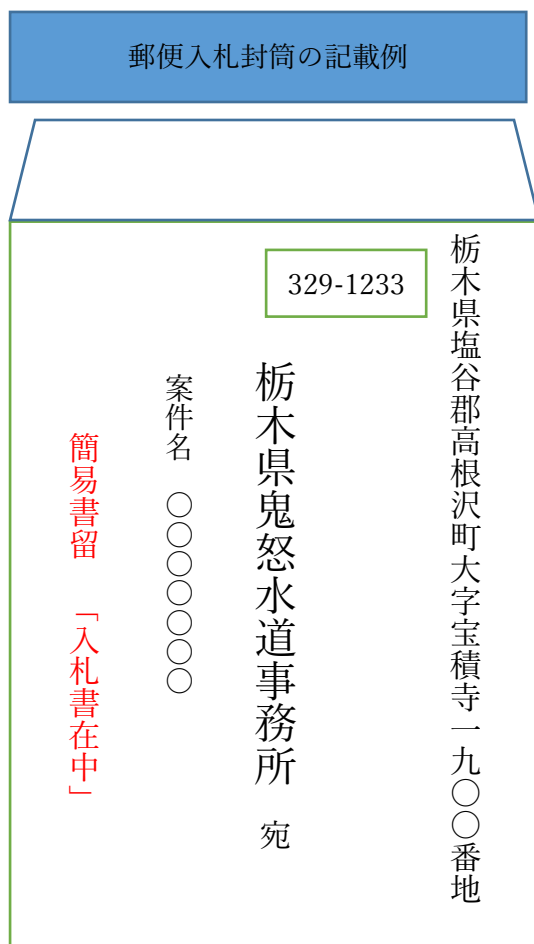 郵便入札封筒の記載例
329-1233
栃木県塩谷郡高根沢町大字宝積寺一九〇〇番地
栃木県鬼怒水道事務所 宛
案件名 〇〇〇〇〇〇〇
簡易書留 「入札書在中」